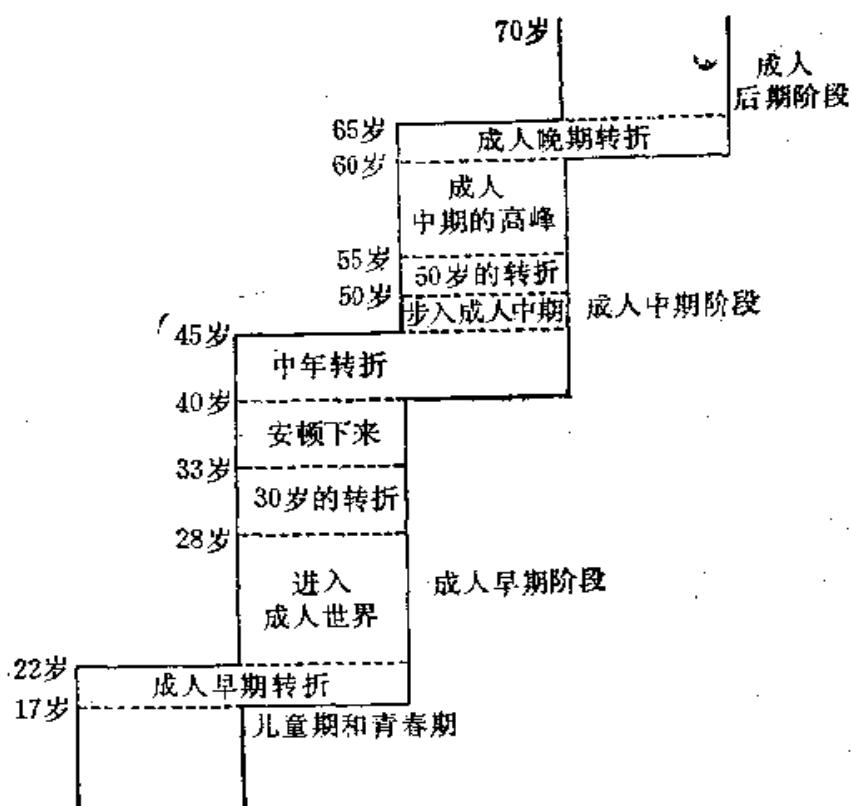 70岁
成人
后期阶段
65岁
成人晚期转折
60岁
成人
中期的高峰
55岁
50岁的转折
50岁
步入成人中期
成人中期阶段
45岁
中年转折
40岁
安顿下来
33岁
30岁的转折
28岁
进入
成人世界
成人早期阶段
22岁
成人早期转折
17岁
儿童期和青春期